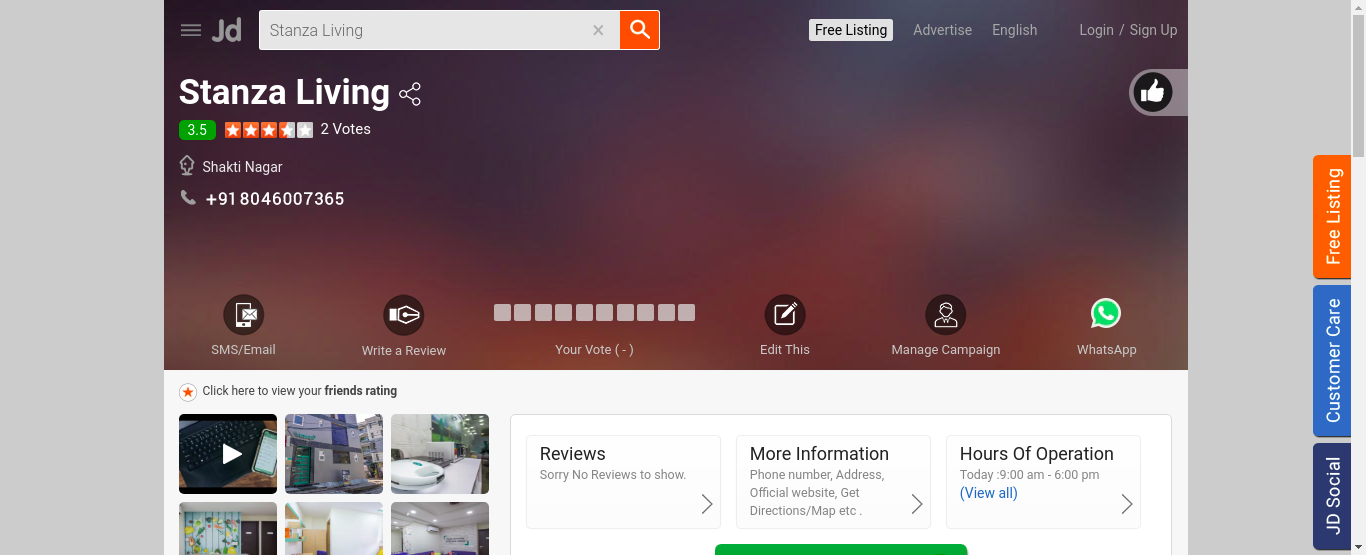 Jd
Stanza Living
Free Listing
Advertise
English
Login / Sign Up
Stanza Living
3.5
2 Votes
Shakti Nagar
+918046007365
SMS/Email
Write a Review
Your Vote ( - )
Edit This
Manage Campaign
WhatsApp
Click here to view your friends rating
Reviews
Sorry No Reviews to show.
More Information
Phone number, Address,
Official website, Get
Directions/Map etc .
Hours Of Operation
Today :9:00 am - 6:00 pm
(View all)
Free Listing
Customer Care
JD Social